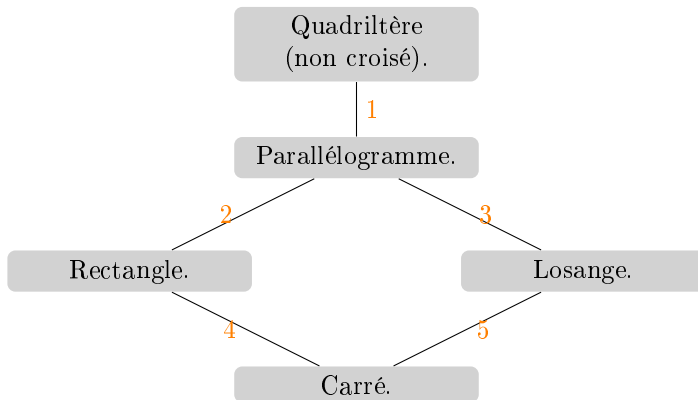 Quadriltère
(non croisé).
1
Parallélogramme.
2
3
Rectangle.
Losange.
4
5
Carré.